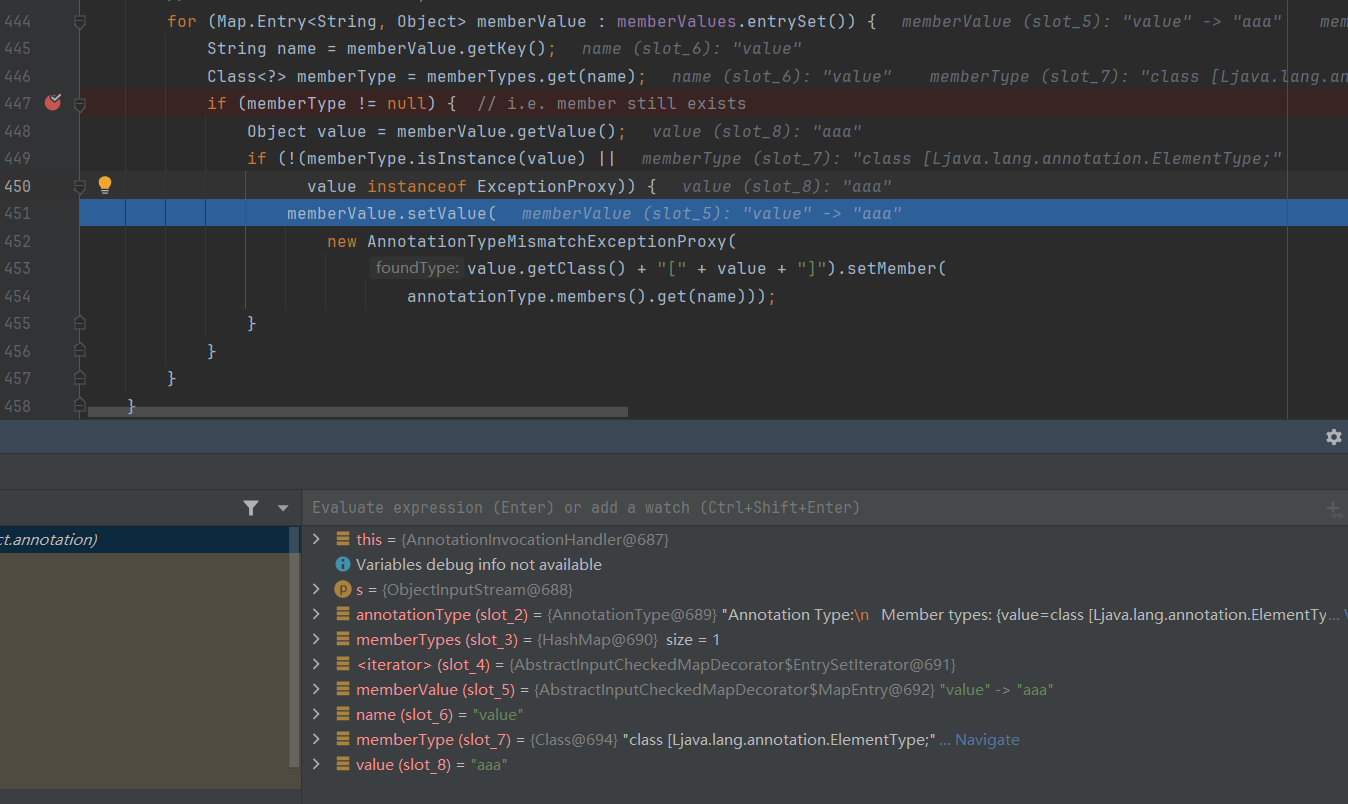 444 for (Map.Entry<String, Object> memberValue : memberValues.entrySet()) { memberValue (slot_5): "value" -> "aaa" mem
445 String name = memberValue.getKey(); name (slot_6): "value"
446 Class<?> memberType = memberTypes.get(name); name (slot_6): "value" memberType (slot_7): "class [Ljava.lang.an
447 if (memberType != null) { // i.e. member still exists
448 Object value = memberValue.getValue(); value (slot_8): "aaa"
449 if (!(memberType.isInstance(value) || memberType (slot_7): "class [Ljava.lang.annotation.ElementType;"
450 value instanceof ExceptionProxy)) { value (slot_8): "aaa"
451 memberValue.setValue( memberValue (slot_5): "value" -> "aaa"
452 new AnnotationTypeMismatchExceptionProxy(
453 foundType: value.getClass() + "[" + value + "]").setMember(
454 annotationType.members().get(name)));
455 }
456 }
457 }
458 }
Evaluate expression (Enter) or add a watch (Ctrl+Shift+Enter)
ct.annotation)
this = {AnnotationInvocationHandler@687}
Variables debug info not available
p s = {ObjectInputStream@688}
annotationType (slot_2) = {AnnotationType@689} "Annotation Type:\n Member types: {value=class [Ljava.lang.annotation.ElementTy... V
memberTypes (slot_3) = {HashMap@690} size = 1
<iterator> (slot_4) = {AbstractInputCheckedMapDecorator$EntrySetIterator@691}
memberValue (slot_5) = {AbstractInputCheckedMapDecorator$MapEntry@692} "value" -> "aaa"
name (slot_6) = "value"
memberType (slot_7) = {Class@694} "class [Ljava.lang.annotation.ElementType;" ... Navigate
value (slot_8) = "aaa"